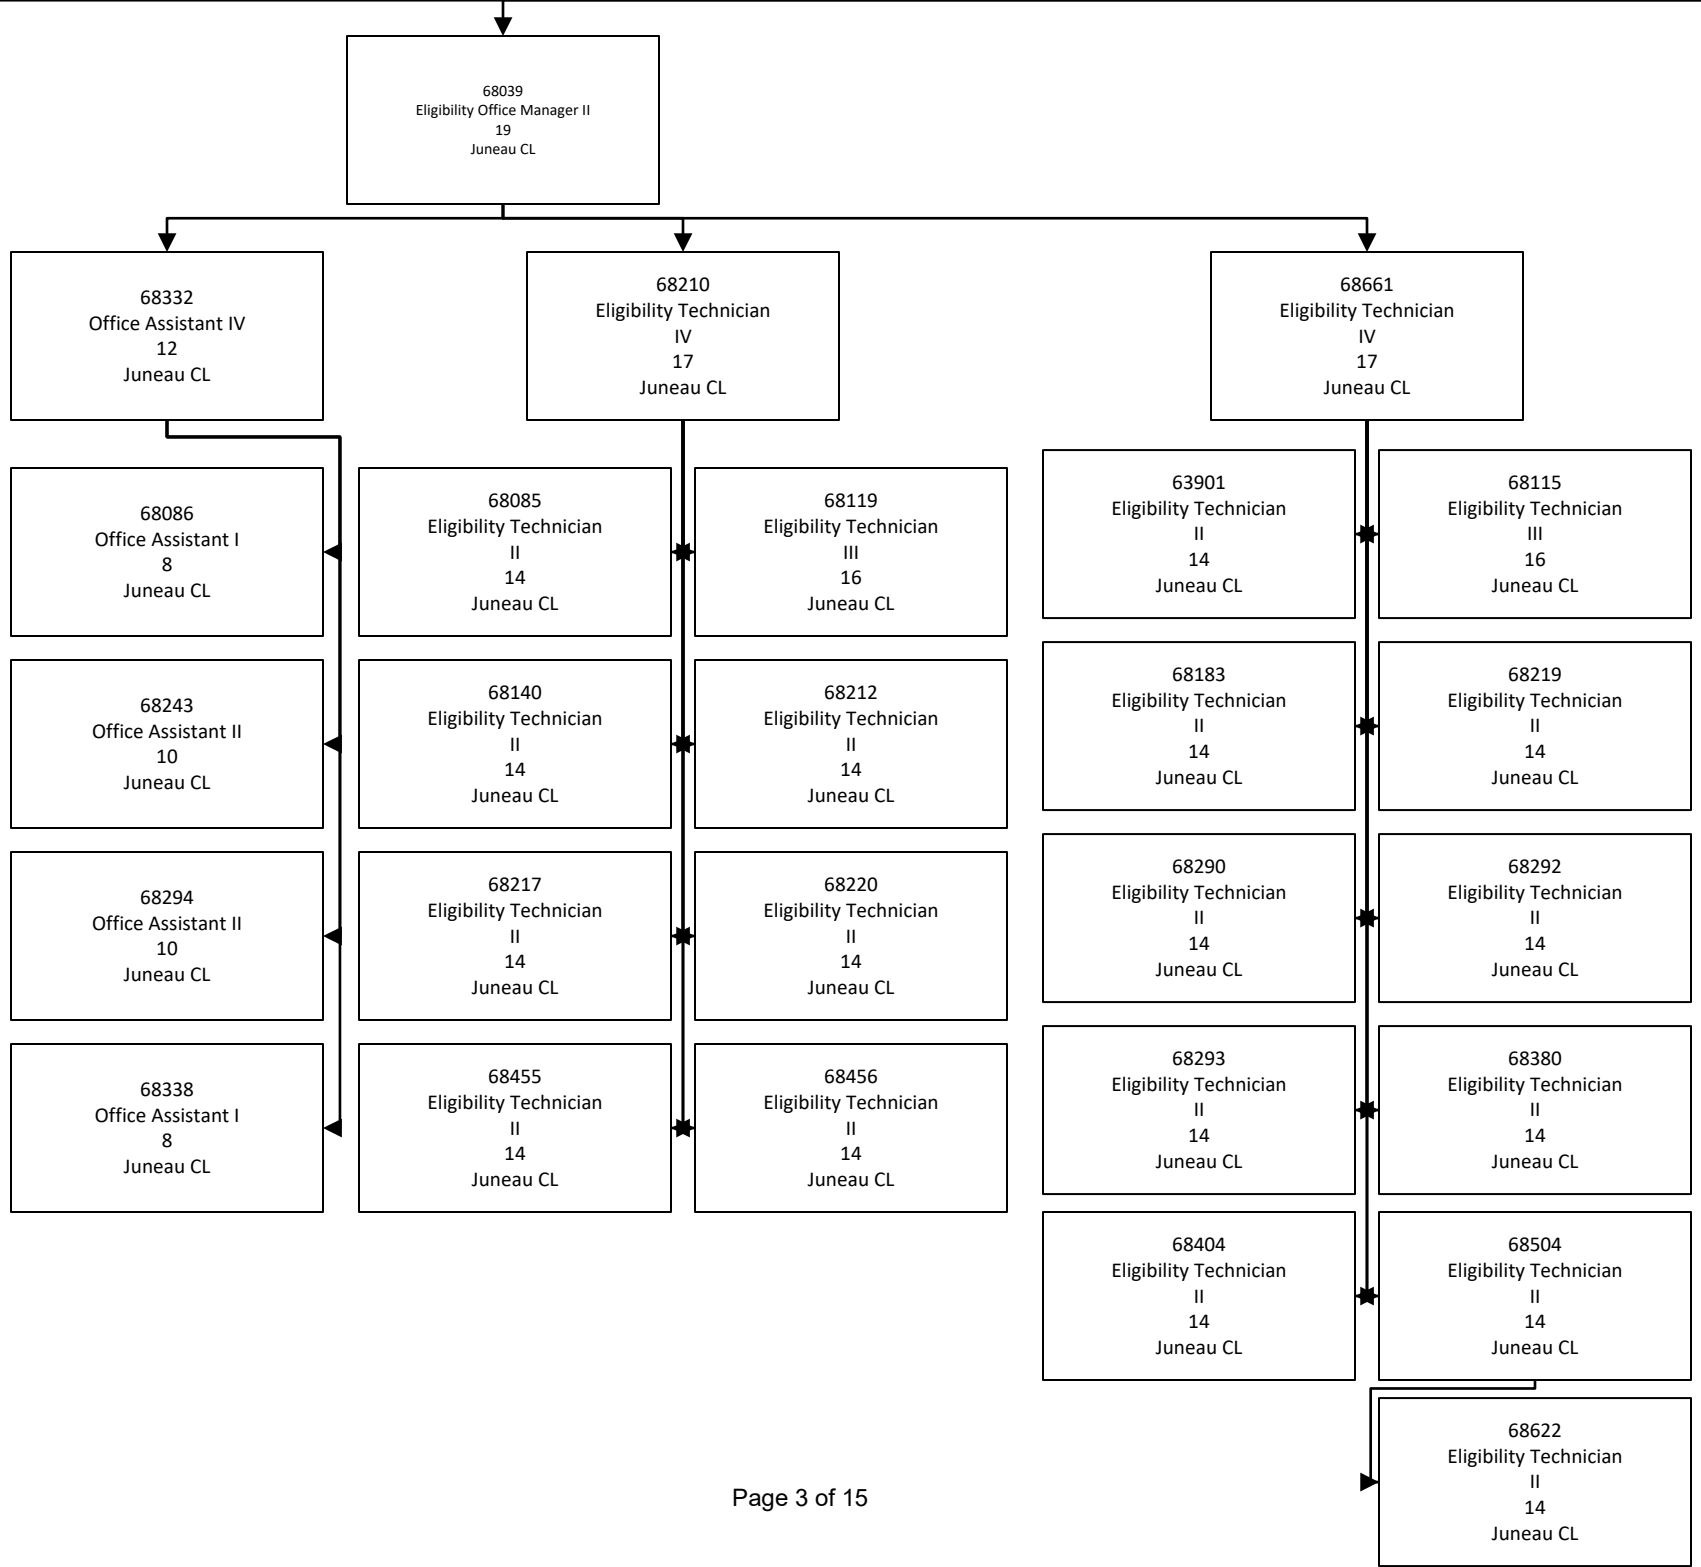 68039
Eligibility Office Manager II
19
Juneau CL
68332
Office Assistant IV
12
Juneau CL
68210
Eligibility Technician
IV
17
Juneau CL
68661
Eligibility Technician
IV
17
Juneau CL
68086
Office Assistant I
8
Juneau CL
68085
Eligibility Technician
II
14
Juneau CL
68119
Eligibility Technician
III
16
Juneau CL
63901
Eligibility Technician
II
14
Juneau CL
68115
Eligibility Technician
III
16
Juneau CL
68243
Office Assistant II
10
Juneau CL
68140
Eligibility Technician
II
14
Juneau CL
68212
Eligibility Technician
II
14
Juneau CL
68183
Eligibility Technician
II
14
Juneau CL
68219
Eligibility Technician
II
14
Juneau CL
68294
Office Assistant II
10
Juneau CL
68217
Eligibility Technician
II
14
Juneau CL
68220
Eligibility Technician
II
14
Juneau CL
68290
Eligibility Technician
II
14
Juneau CL
68292
Eligibility Technician
II
14
Juneau CL
68338
Office Assistant I
8
Juneau CL
68455
Eligibility Technician
II
14
Juneau CL
68456
Eligibility Technician
II
14
Juneau CL
68293
Eligibility Technician
II
14
Juneau CL
68380
Eligibility Technician
II
14
Juneau CL
68404
Eligibility Technician
II
14
Juneau CL
68504
Eligibility Technician
II
14
Juneau CL
68622
Eligibility Technician
II
14
Juneau CL
Page 3 of 15